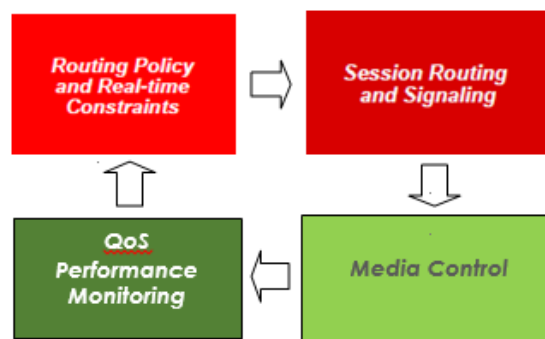 Routing Policy
and Real-time
Constraints
Session Routing
and Signaling
QoS
Performance
Monitoring
Media Control